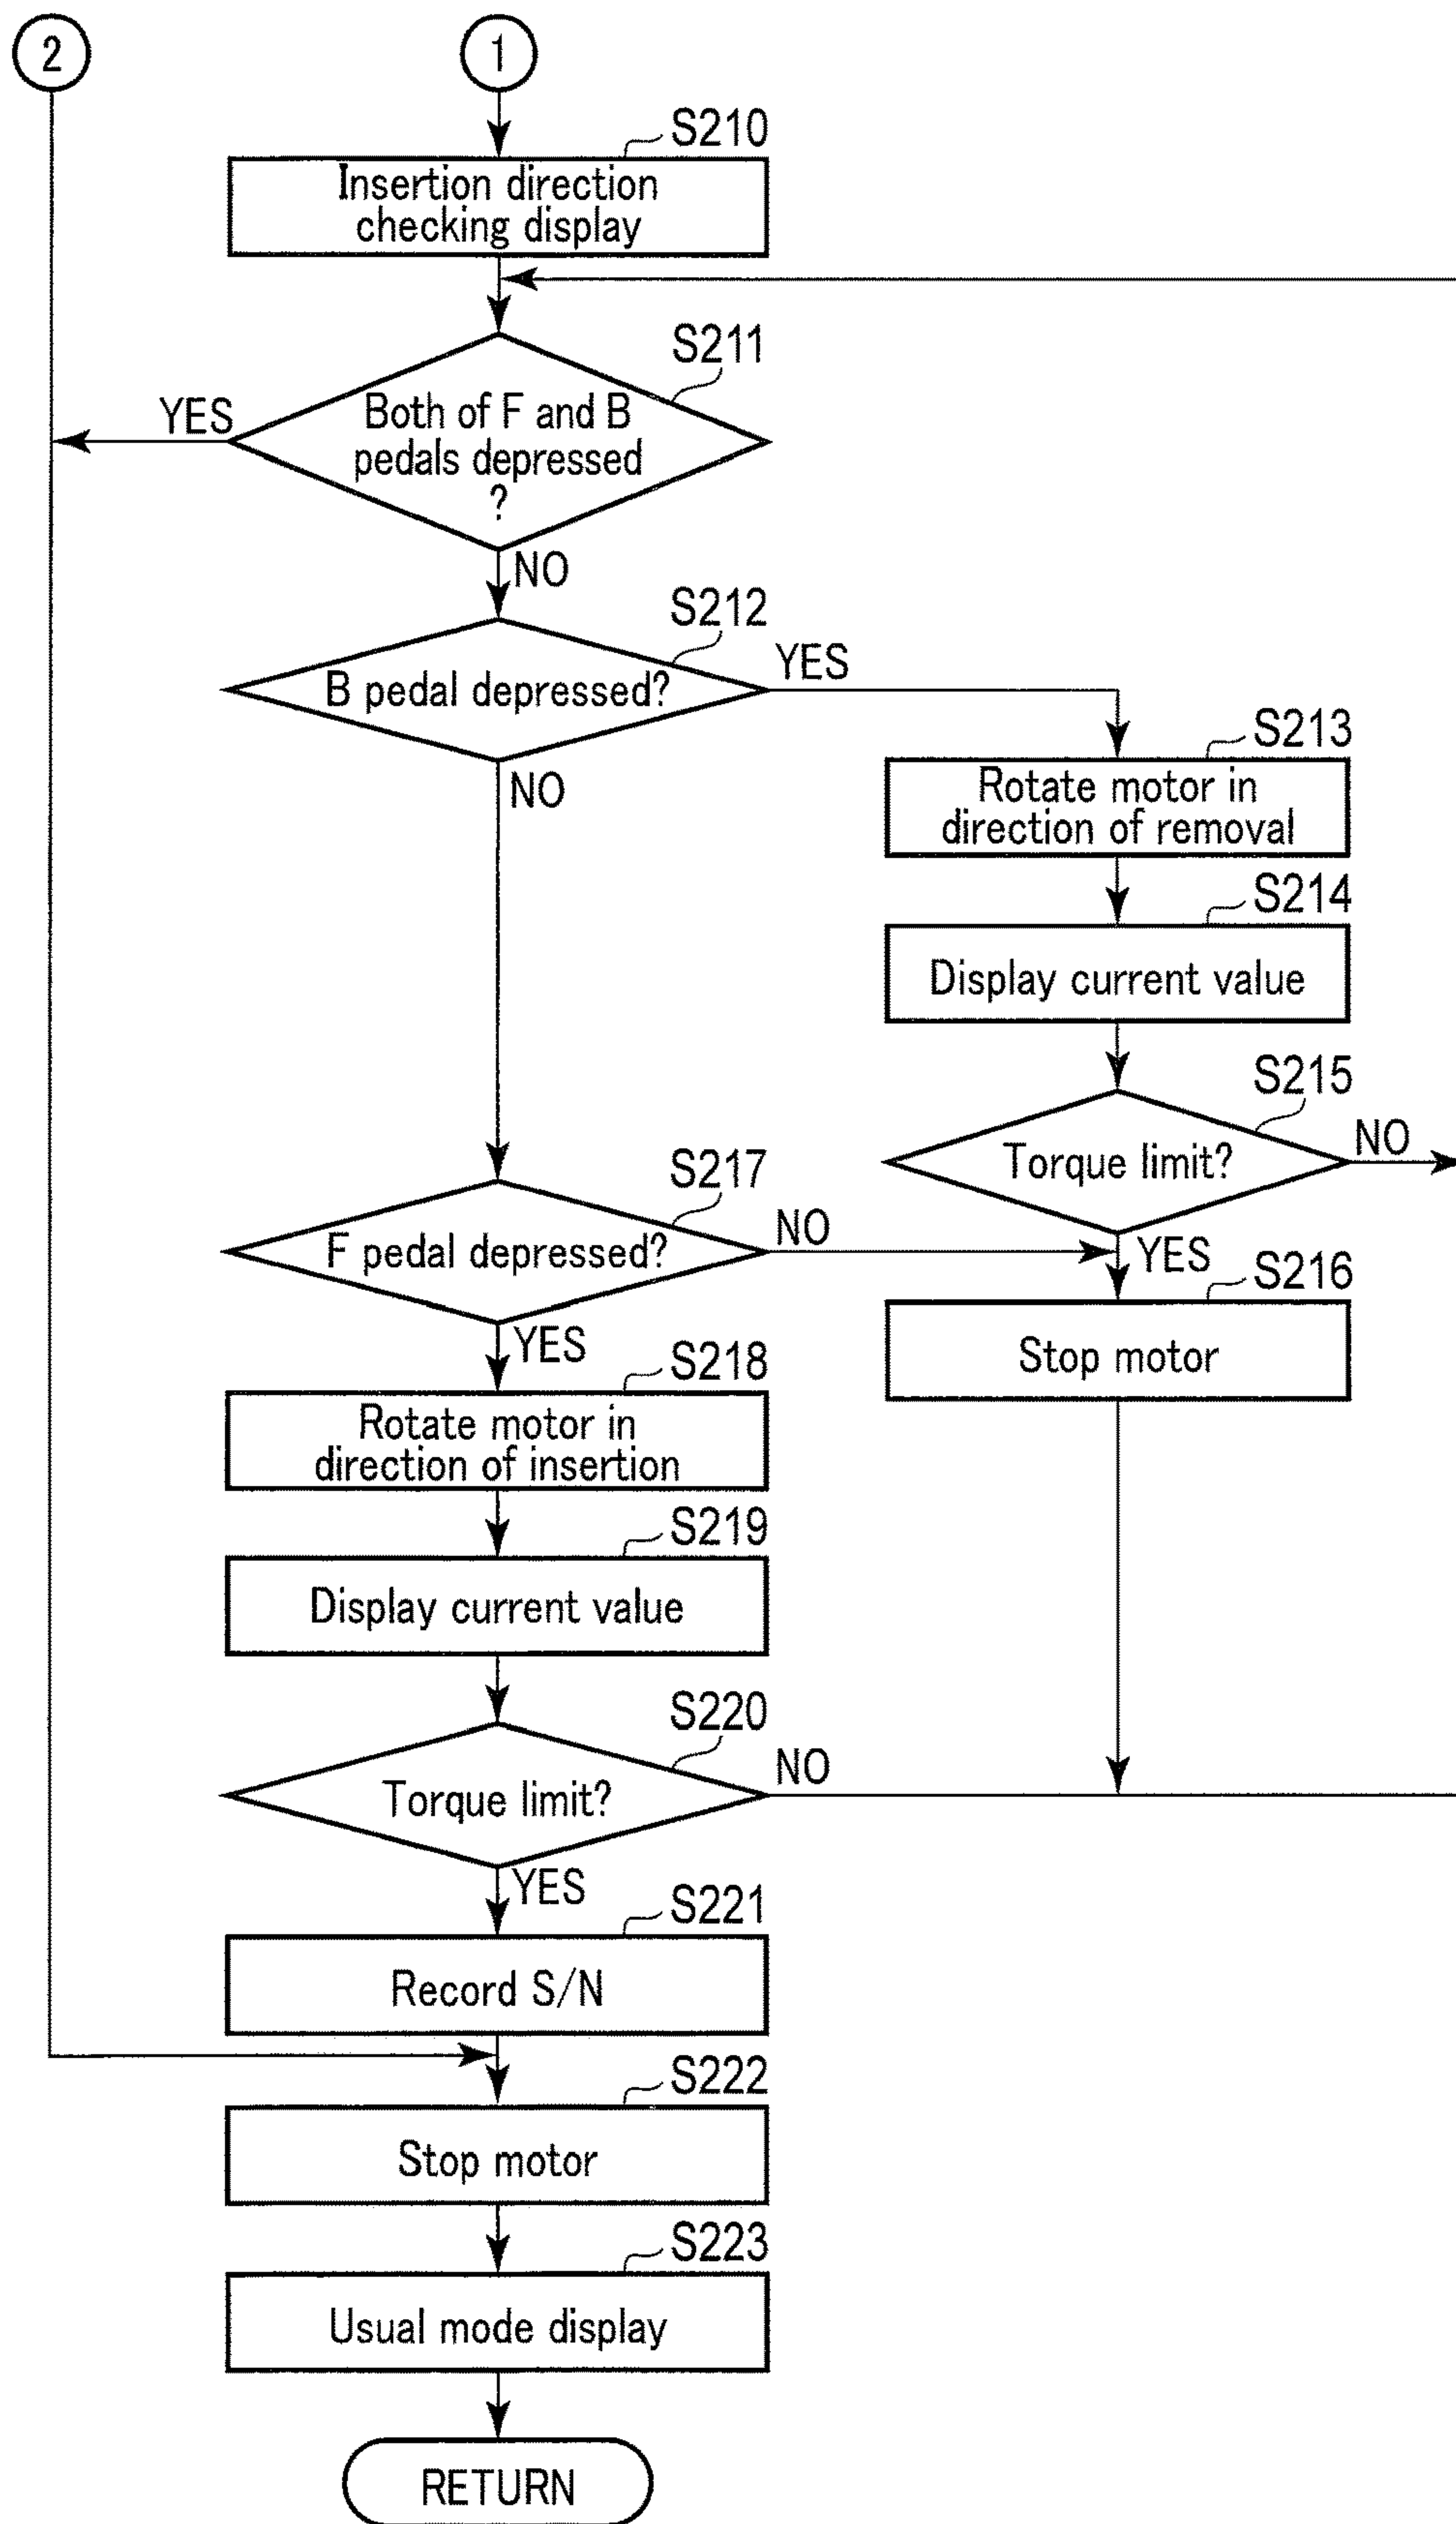 2
1
S210
Insertion direction
checking display
S211
YES
Both of F and B
pedals depressed
?
NO
S212
B pedal depressed?
YES
NO
S213
Rotate motor in
direction of removal
S214
Display current value
S215
Torque limit?
NO
YES
S216
Stop motor
S217
F pedal depressed?
NO
YES
S218
Rotate motor in
direction of insertion
S219
Display current value
S220
Torque limit?
NO
YES
S221
Record S/N
S222
Stop motor
S223
Usual mode display
RETURN